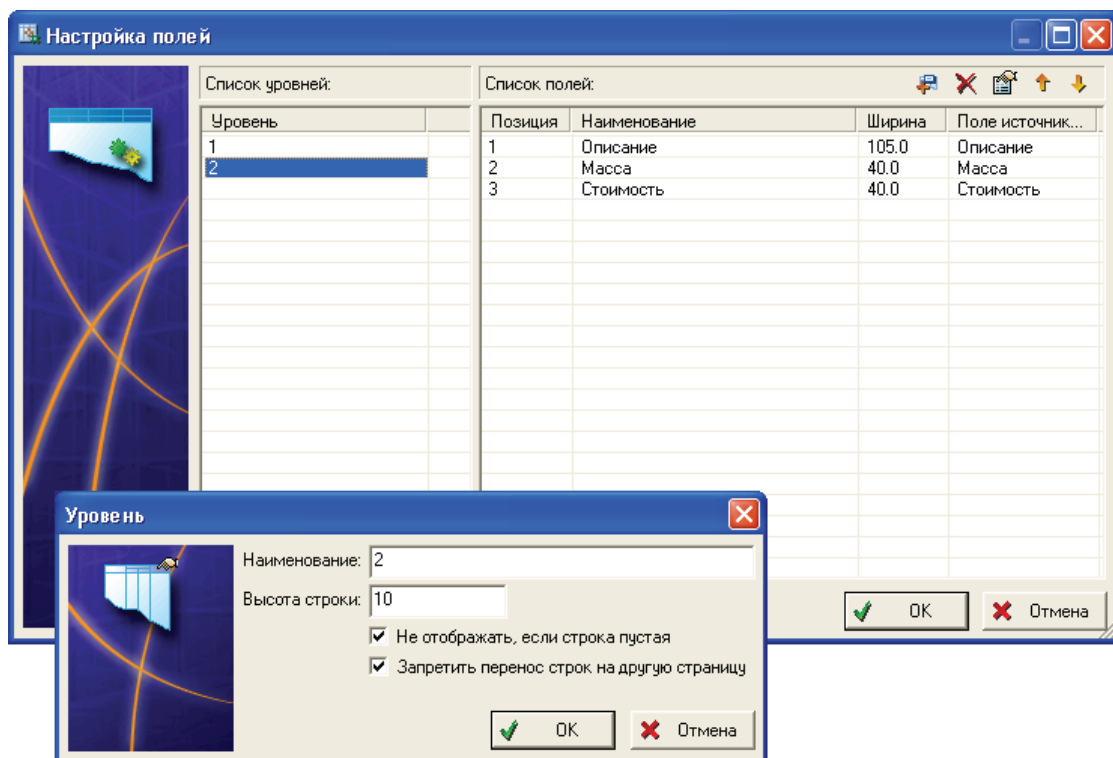 Настройка полей
Список уровней:
Список полей:
Уровень
Позиция Наименование Ширина Поле источник...
1
2
1 Описание 105.0 Описание
2 Масса 40.0 Масса
3 Стоимость 40.0 Стоимость
OK Отмена
Уровень
Наименование: 2
Высота строки: 10
Не отображать, если строка пустая
Запретить перенос строк на другую страницу
OK Отмена